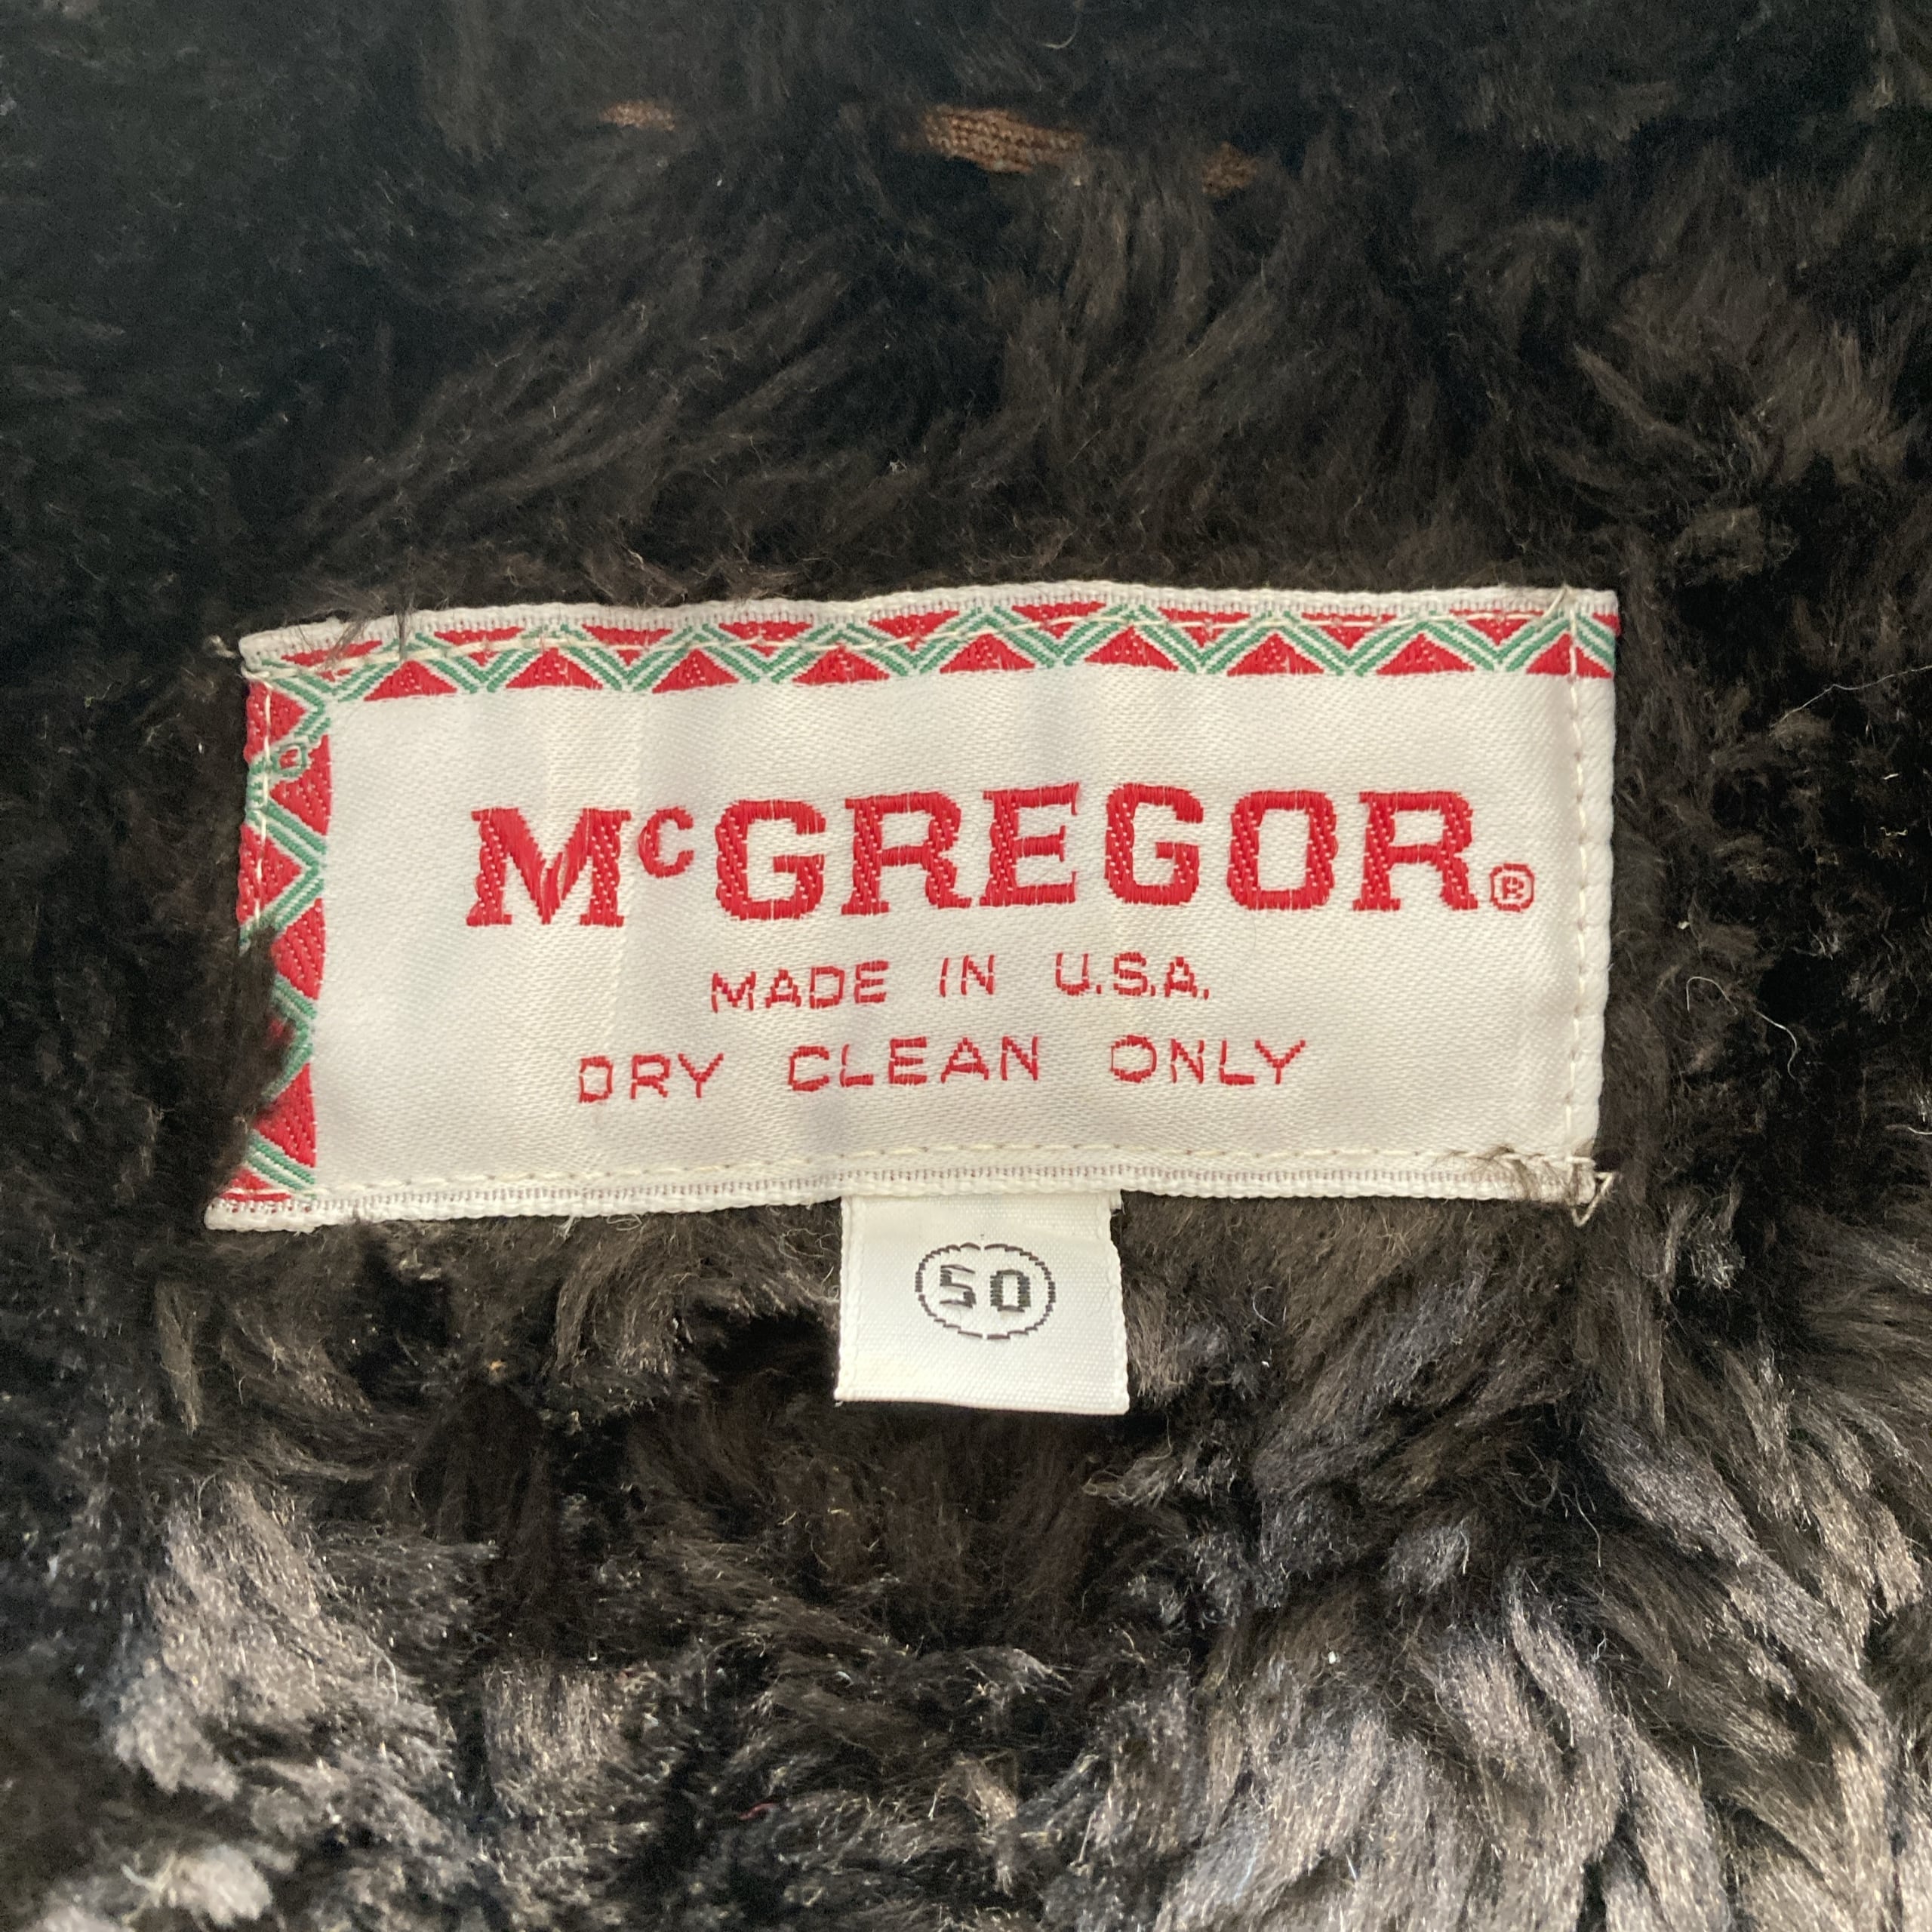 McGREGOR®
MADE IN U.S.A.
DRY CLEAN ONLY
50